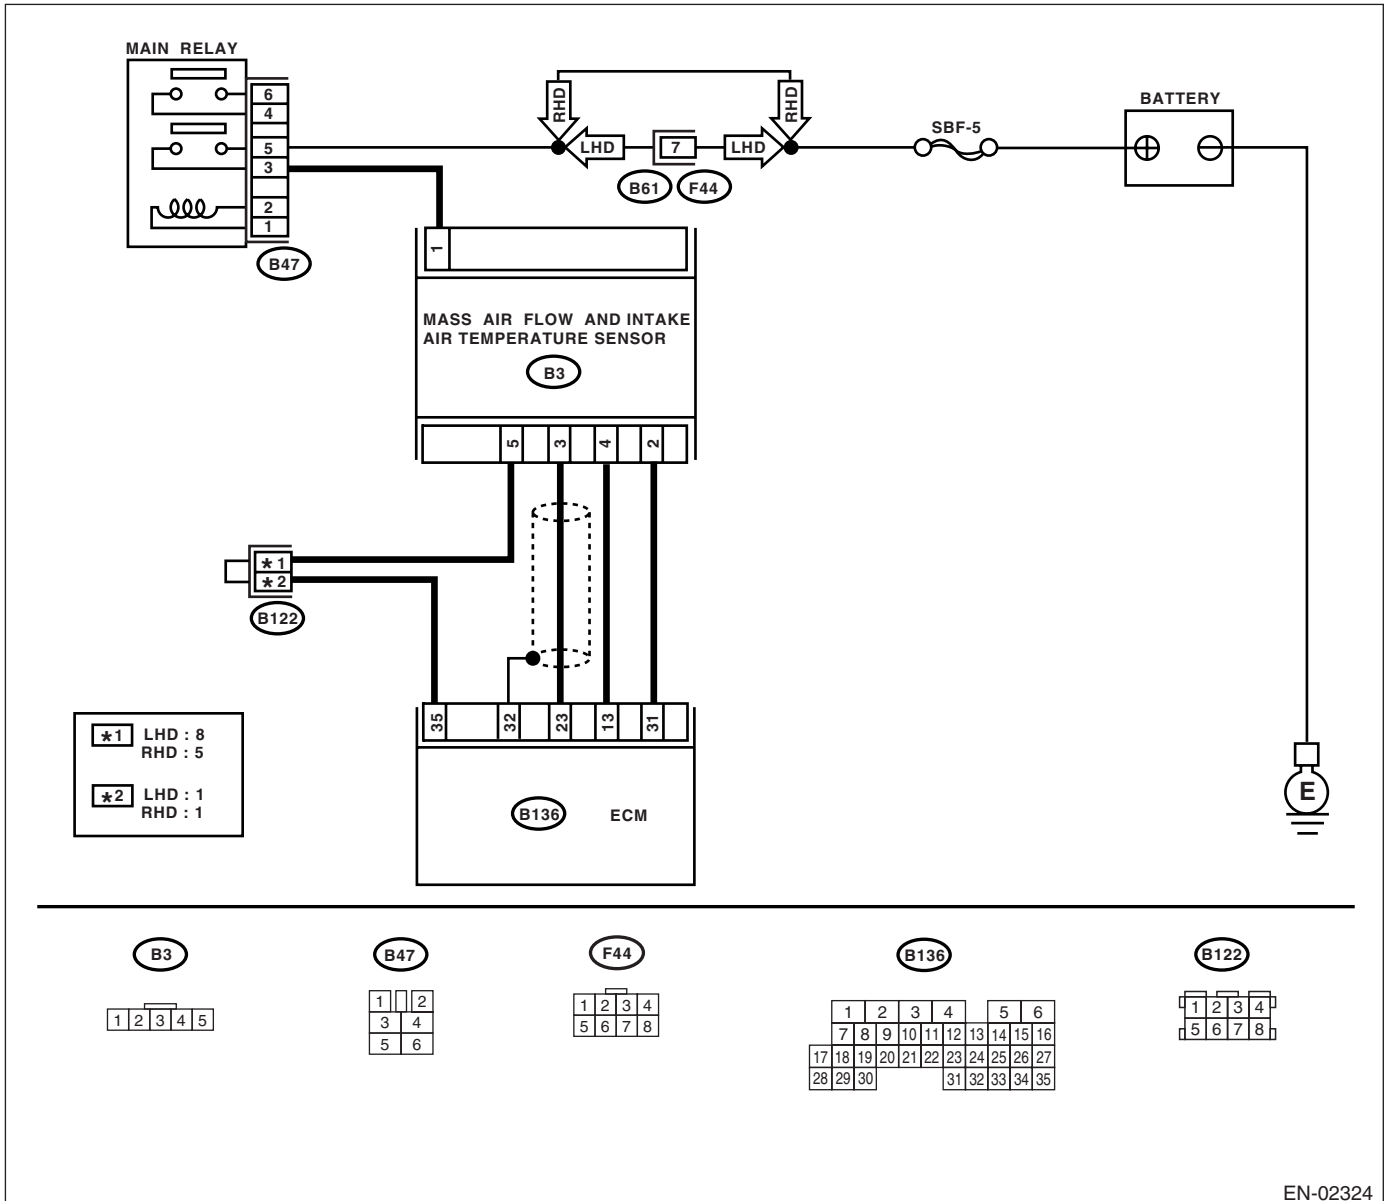 MAIN RELAY
6
4
5
3
2
1
B47
RHD
RHD
LHD
7
LHD
B61
F44
SBF-5
BATTERY
1
MASS AIR FLOW AND INTAKE
AIR TEMPERATURE SENSOR
B3
5
3
4
2
*1
*2
B122
35
32
23
13
31
B136
ECM
*1 LHD : 8
RHD : 5
*2 LHD : 1
RHD : 1
E
B3
1 2 3 4 5
B47
1 2
3 4
5 6
F44
1 2 3 4
5 6 7 8
B136
1 2 3 4 5 6
7 8 9 10 11 12 13 14 15 16
17 18 19 20 21 22 23 24 25 26 27
28 29 30 31 32 33 34 35
B122
1 2 3 4
5 6 7 8
EN-02324